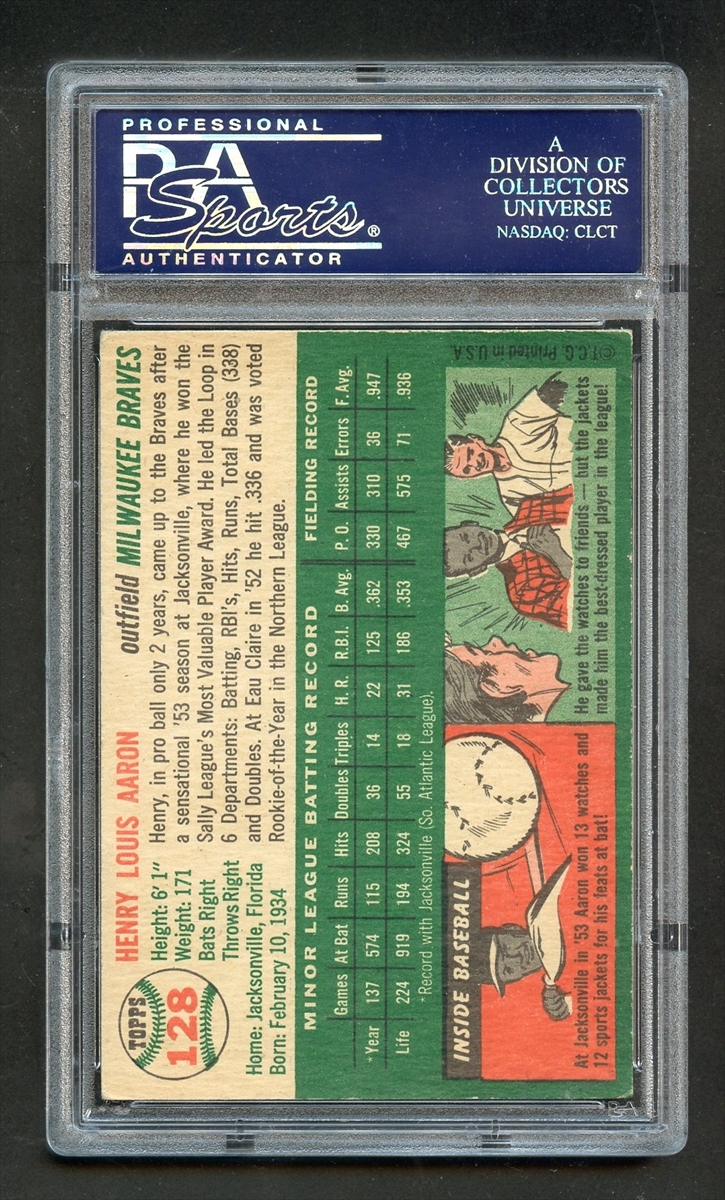 PROFESSIONAL
PSA
Sports®
AUTHENTICATOR
A
DIVISION OF
COLLECTORS
UNIVERSE
NASDAQ: CLCT
TOPPS
128
HENRY LOUIS AARON
outfield MILWAUKEE BRAVES
Height: 6' 1"
Weight: 171
Bats Right
Throws Right
Home: Jacksonville, Florida
Born: February 10, 1934
Henry, in pro ball only 2 years, came up to the Braves after
a sensational '53 season at Jacksonville, where he won the
Sally League's Most Valuable Player Award. He led the Loop in
6 Departments: Batting, RBI's, Hits, Runs, Total Bases (338)
and Doubles. At Eau Claire in '52 he hit .336 and was voted
Rookie-of-the-Year in the Northern League.
MINOR LEAGUE BATTING RECORD FIELDING RECORD
Games At Bat Runs Hits Doubles Triples H.R. R.B.I. B. Avg. P.O. Assists Errors F. Avg.
*Year 137 574 115 208 36 14 22 125 .362 330 310 36 .947
Life 224 919 194 324 55 18 31 186 .353 467 575 71 .936
*Record with Jacksonville (So. Atlantic League).
INSIDE BASEBALL
At Jacksonville in '53 Aaron won 13 watches and
12 sports jackets for his feats at bat!
He gave the watches to friends — but the jackets
made him the best-dressed player in the league!
©T.C.G. Printed in U.S.A.
PSA